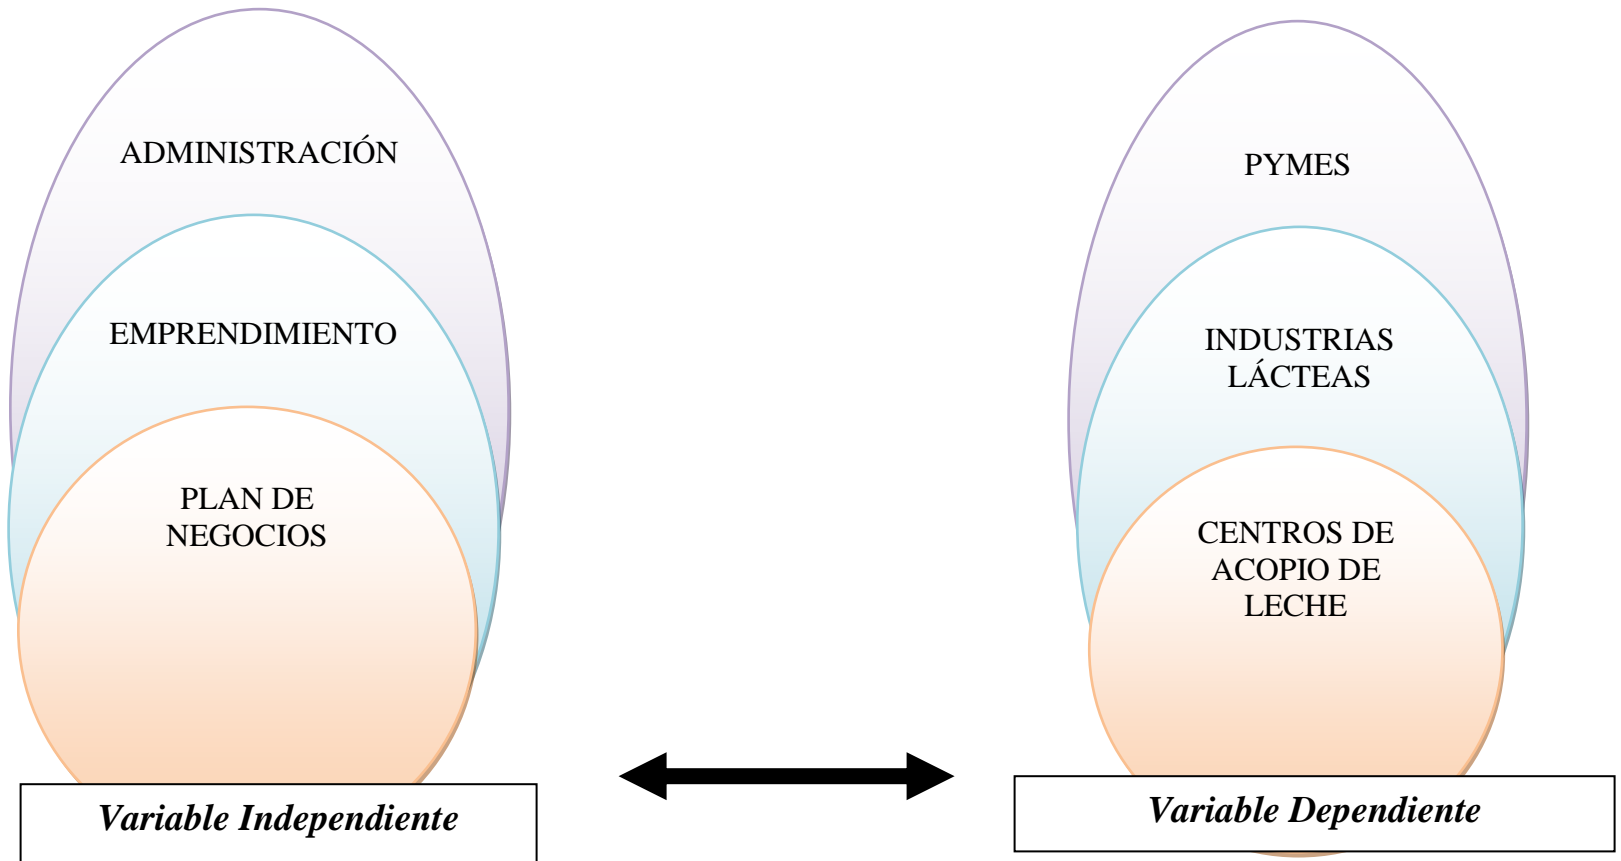 ADMINISTRACIÓN
EMPRENDIMIENTO
PLAN DE
NEGOCIOS
Variable Independiente
PYMES
INDUSTRIAS
LÁCTEAS
CENTROS DE
ACOPIO DE
LECHE
Variable Dependiente